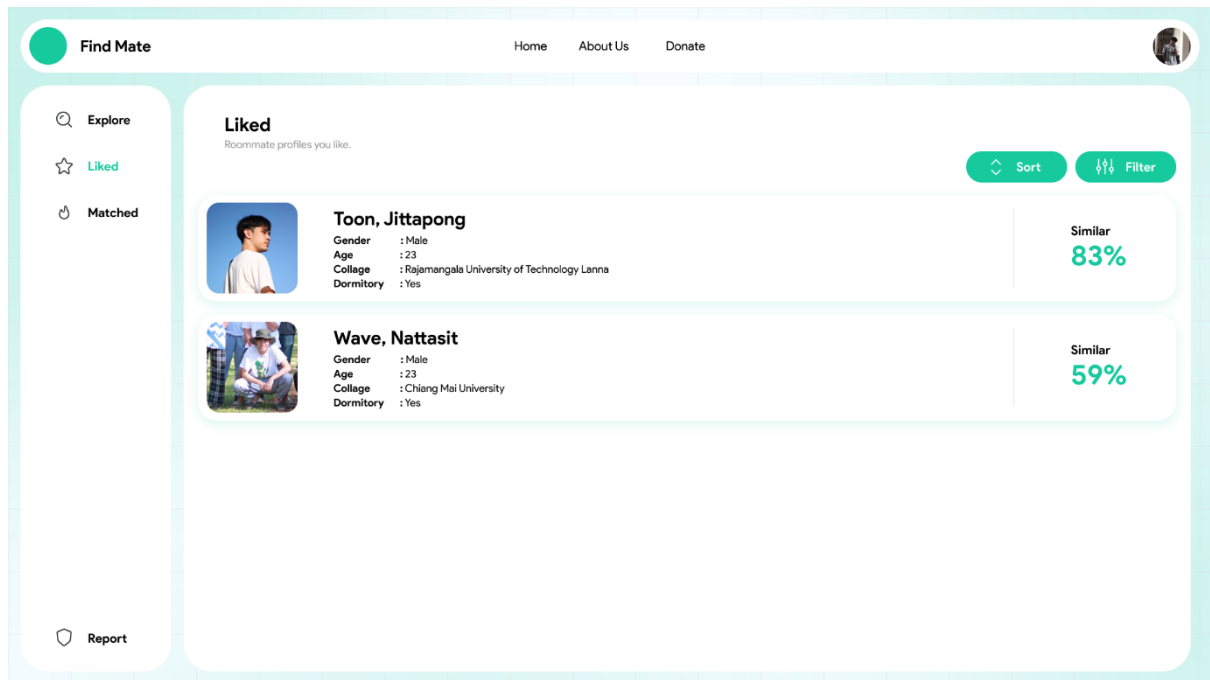 Find Mate
Home About Us Donate
Explore
Liked
Matched
Report
Liked
Roommate profiles you like.
Sort
Filter
Toon, Jittapong
Gender : Male
Age : 23
Collage : Rajamangala University of Technology Lanna
Dormitory : Yes
Similar
83%
Wave, Nattasit
Gender : Male
Age : 23
Collage : Chiang Mai University
Dormitory : Yes
Similar
59%